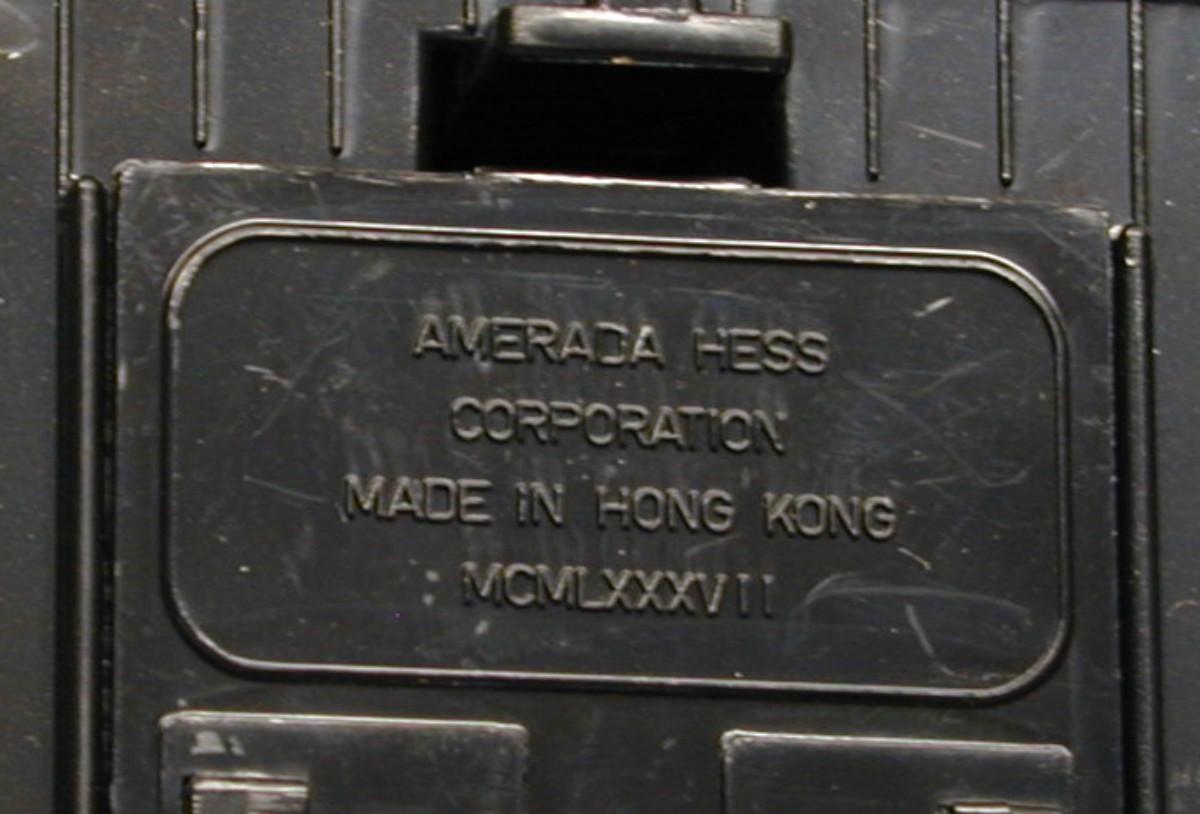 AMERADA HESS
CORPORATION
MADE IN HONG KONG
MCMLXXXVII